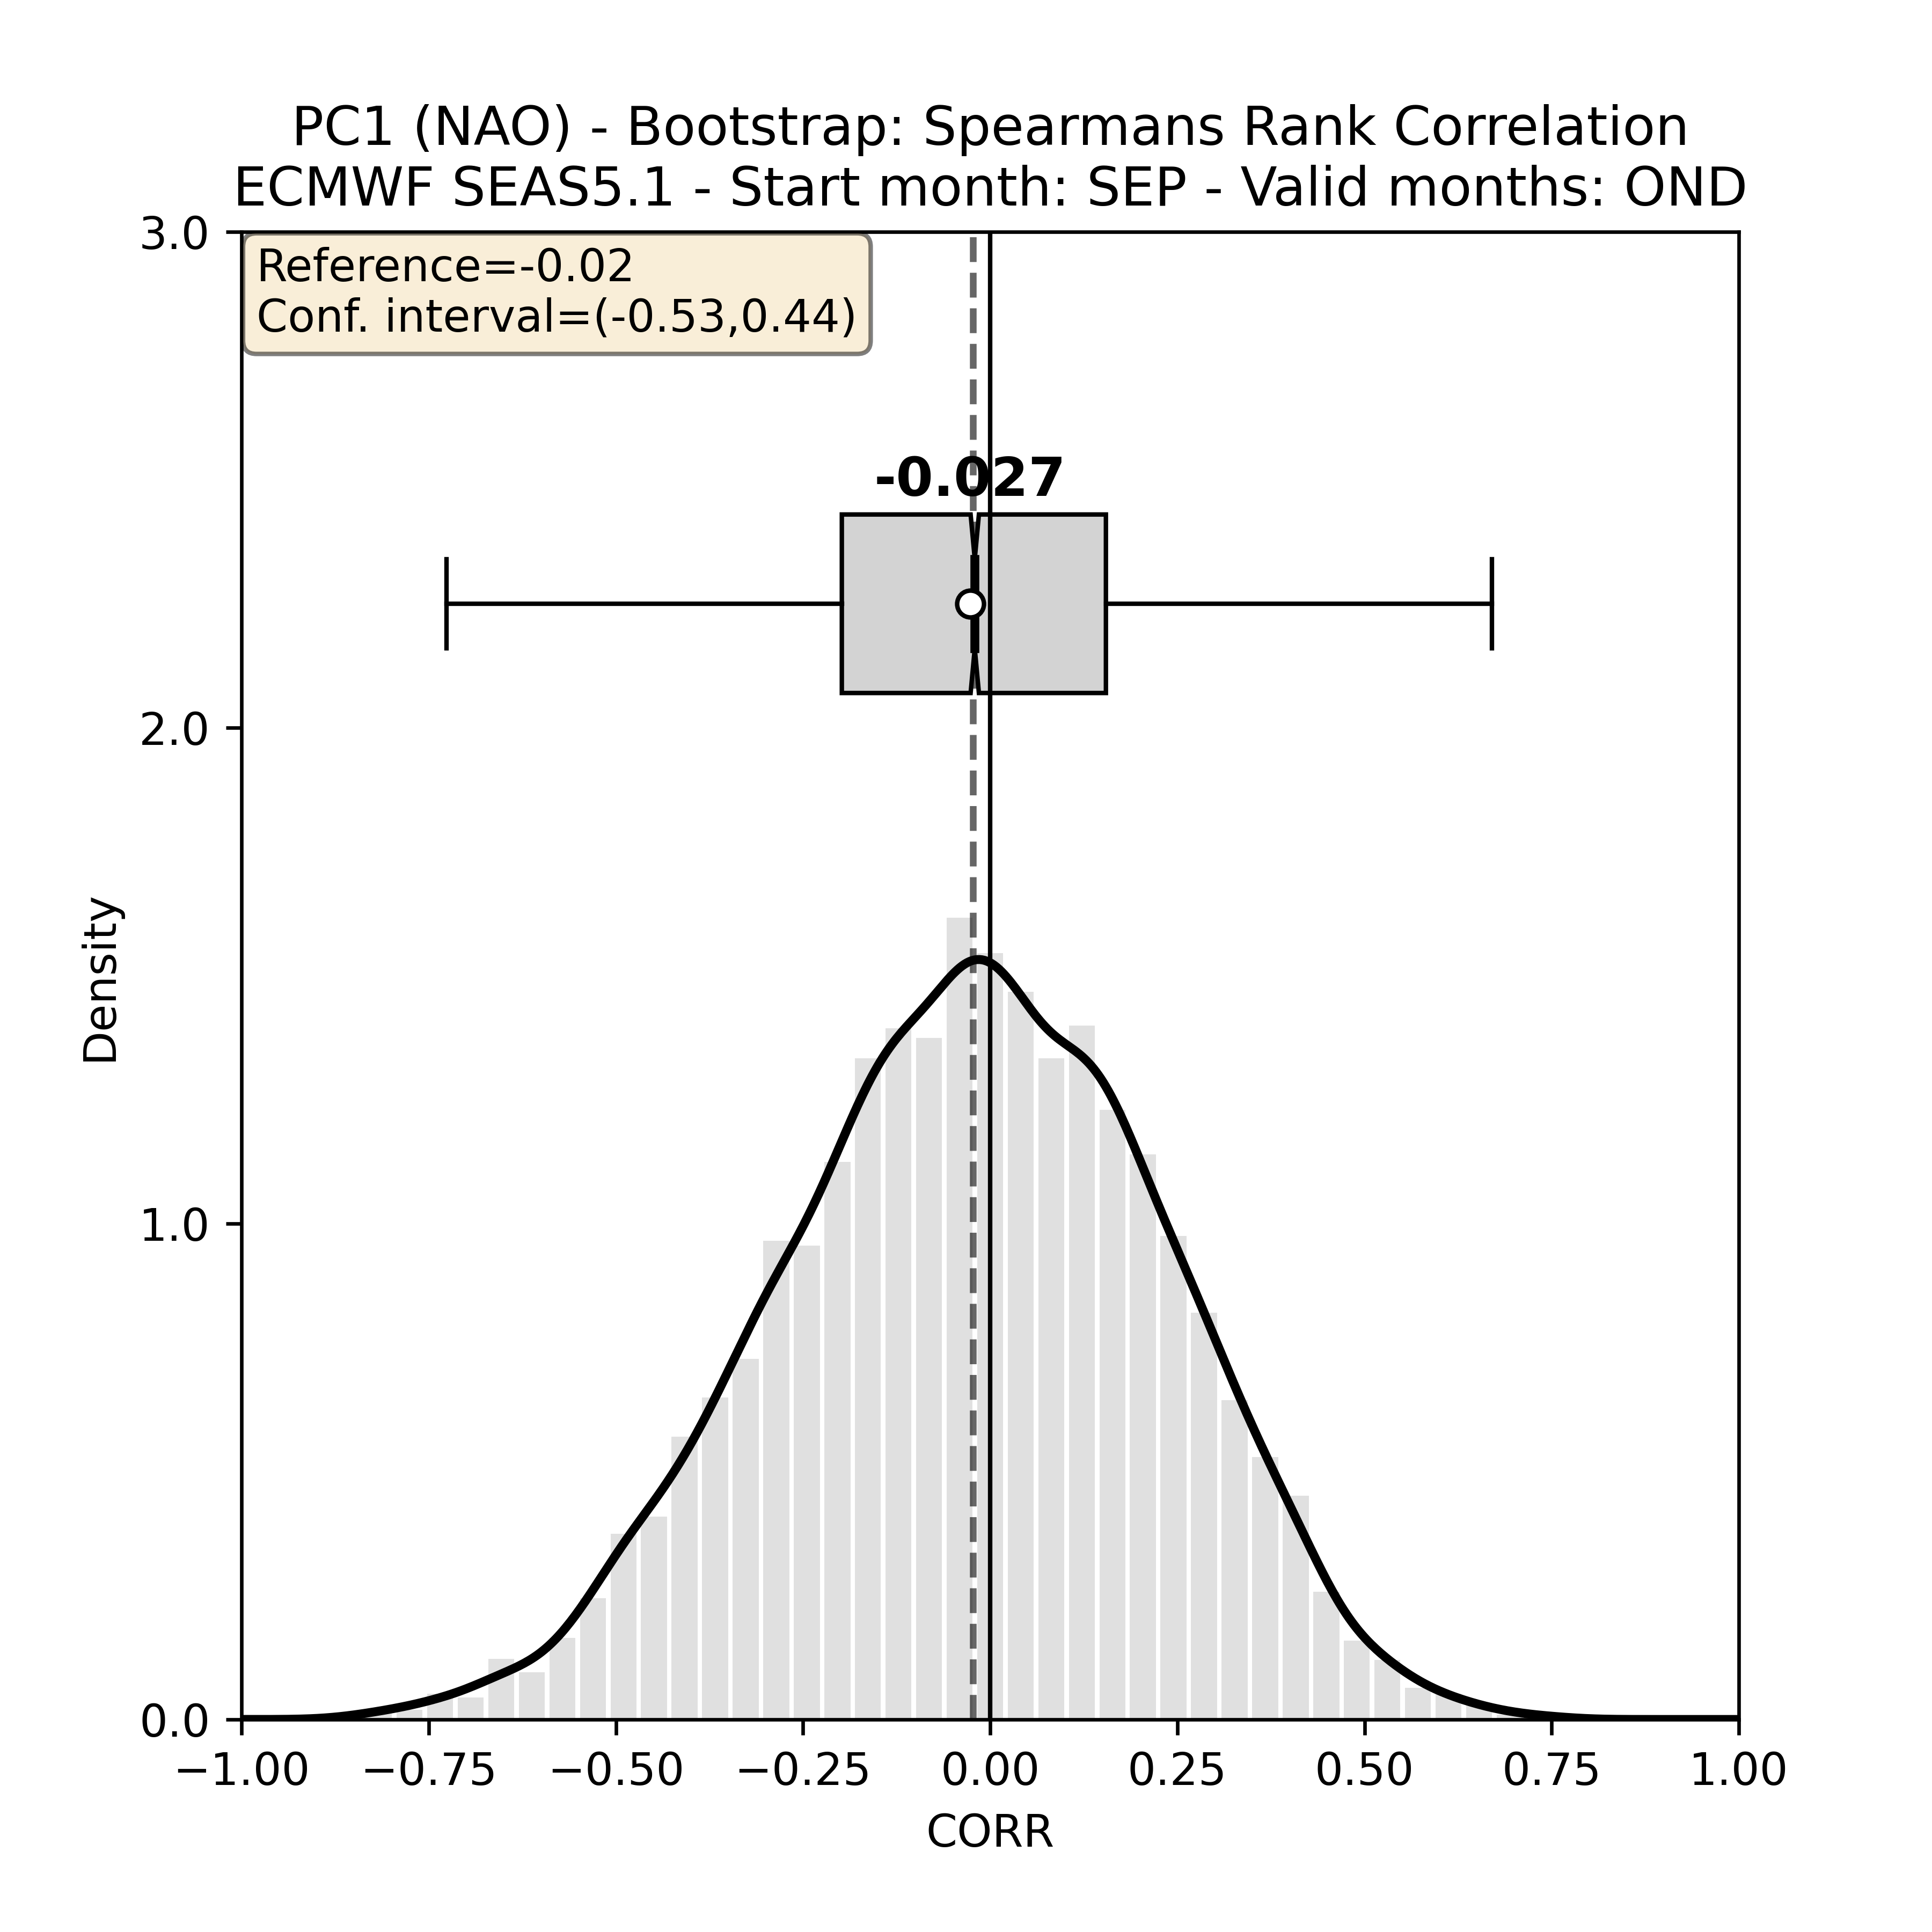 PC1 (NAO) - Bootstrap: Spearmans Rank Correlation
ECMWF SEAS5.1 - Start month: SEP - Valid months: OND
3.0
Reference=-0.02
Conf. interval=(-0.53,0.44)
-0.027
2.0
Density
1.0
0.0
−1.00 −0.75 −0.50 −0.25 0.00 0.25 0.50 0.75 1.00
CORR